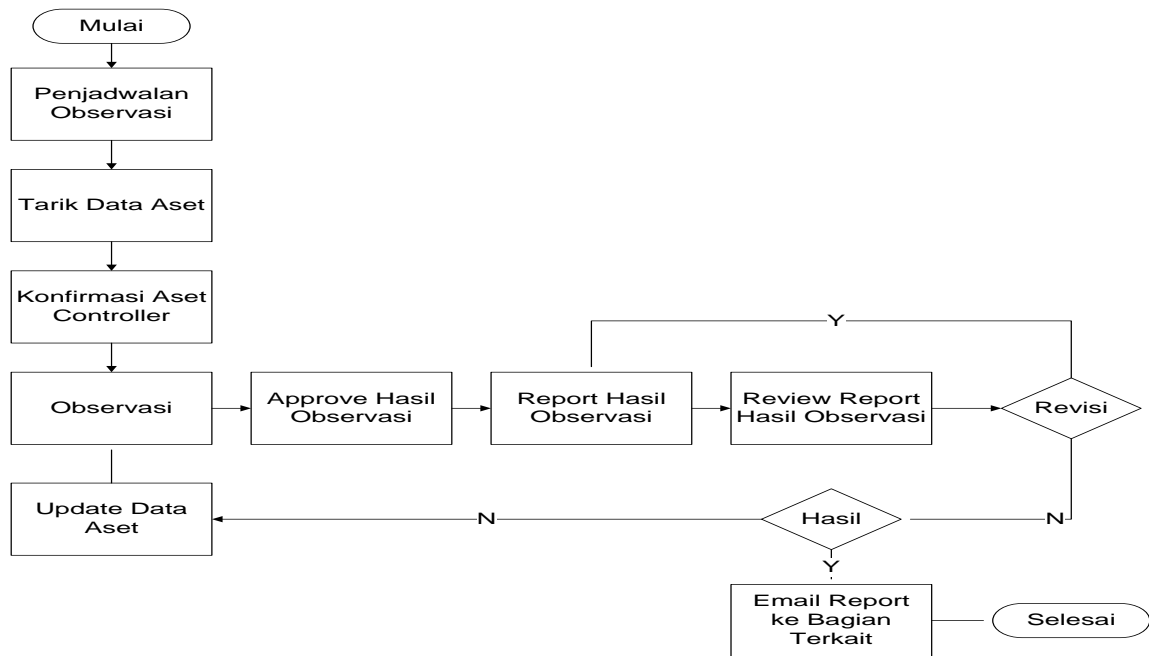 Mulai
Penjadwalan
Observasi
Tarik Data Aset
Konfirmasi Aset
Controller
Y
Observasi
Approve Hasil
Observasi
Report Hasil
Observasi
Review Report
Hasil Observasi
Revisi
Update Data
Aset
N
Hasil
N
Y
Email Report
ke Bagian
Terkait
Selesai